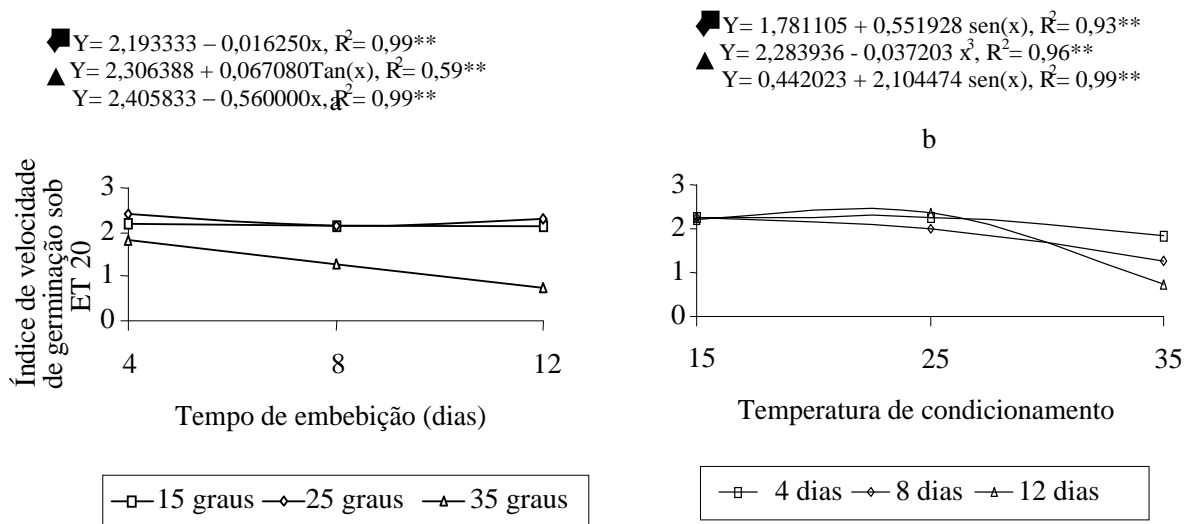 Y= 2,193333 – 0,016250x, R²= 0,99**
Y= 2,306388 + 0,067080Tan(x), R²= 0,59**
Y= 2,405833 – 0,560000x, R²= 0,99**
a
Índice de velocidade
de germinação sob
ET 20
3
2
1
0
4
8
12
Tempo de embebição (dias)
15 graus
25 graus
35 graus
Y= 1,781105 + 0,551928 sen(x), R²= 0,93**
Y= 2,283936 - 0,037203 x³, R²= 0,96**
Y= 0,442023 + 2,104474 sen(x), R²= 0,99**
b
3
2
1
0
15
25
35
Temperatura de condicionamento
4 dias
8 dias
12 dias